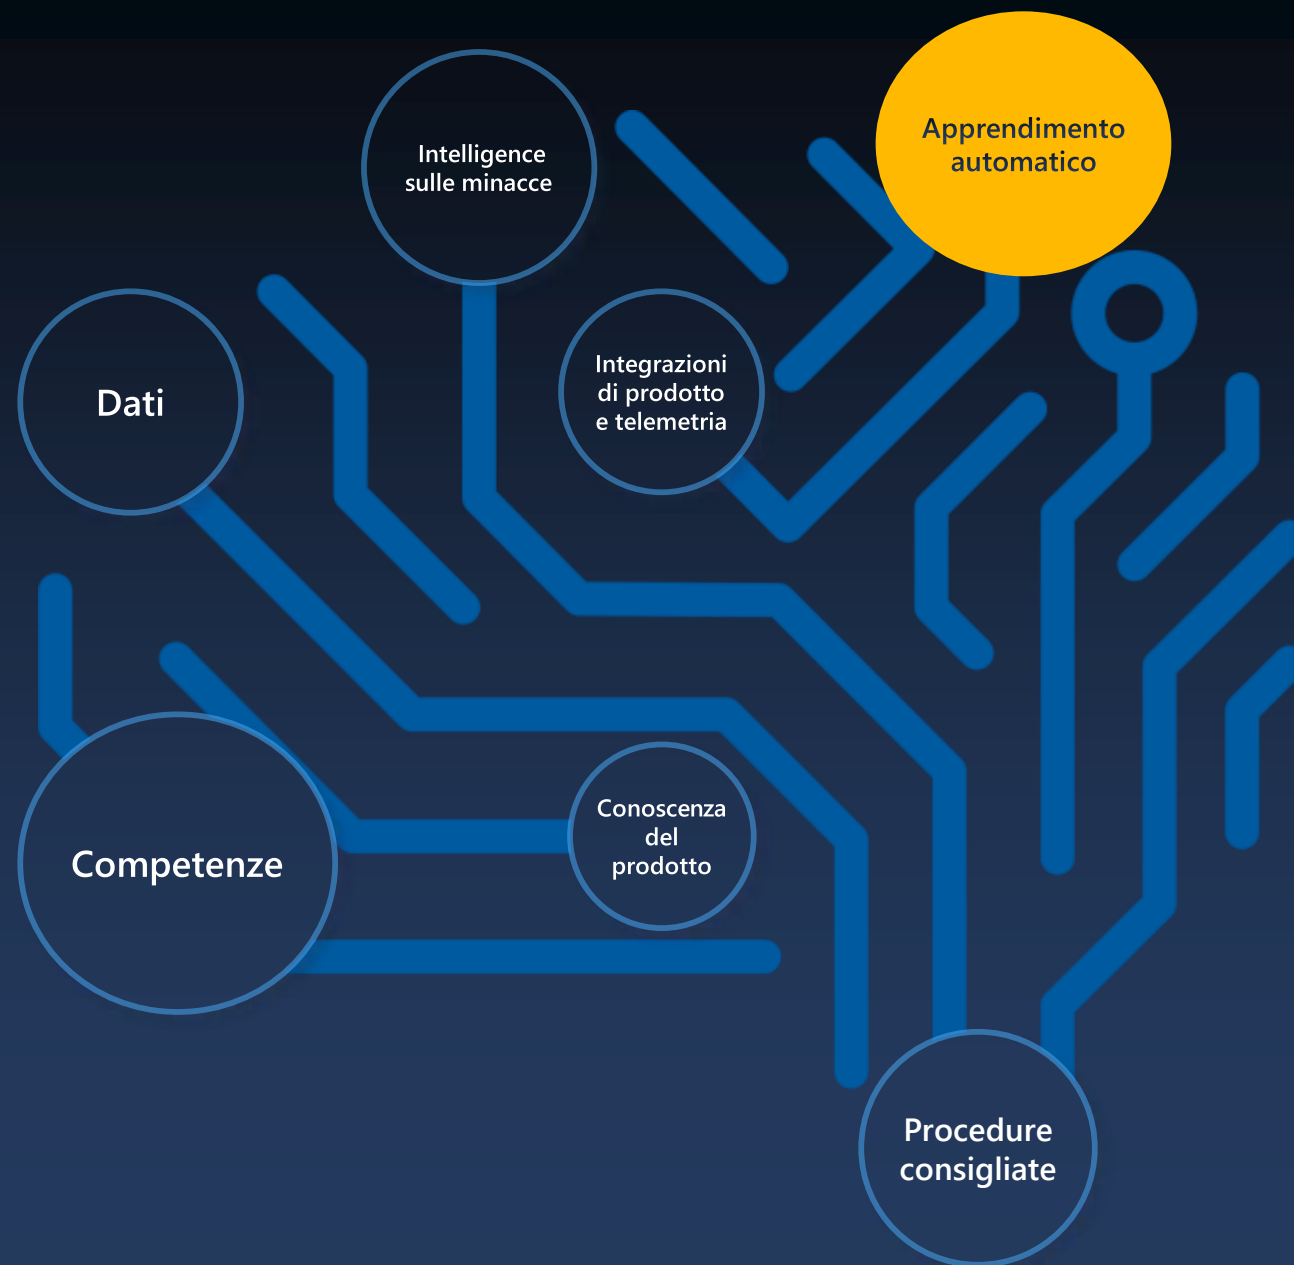 Apprendimento
automatico
Intelligence
sulle minacce
Integrazioni
di prodotto
e telemetria
Dati
Conoscenza
del
prodotto
Competenze
Procedure
consigliate